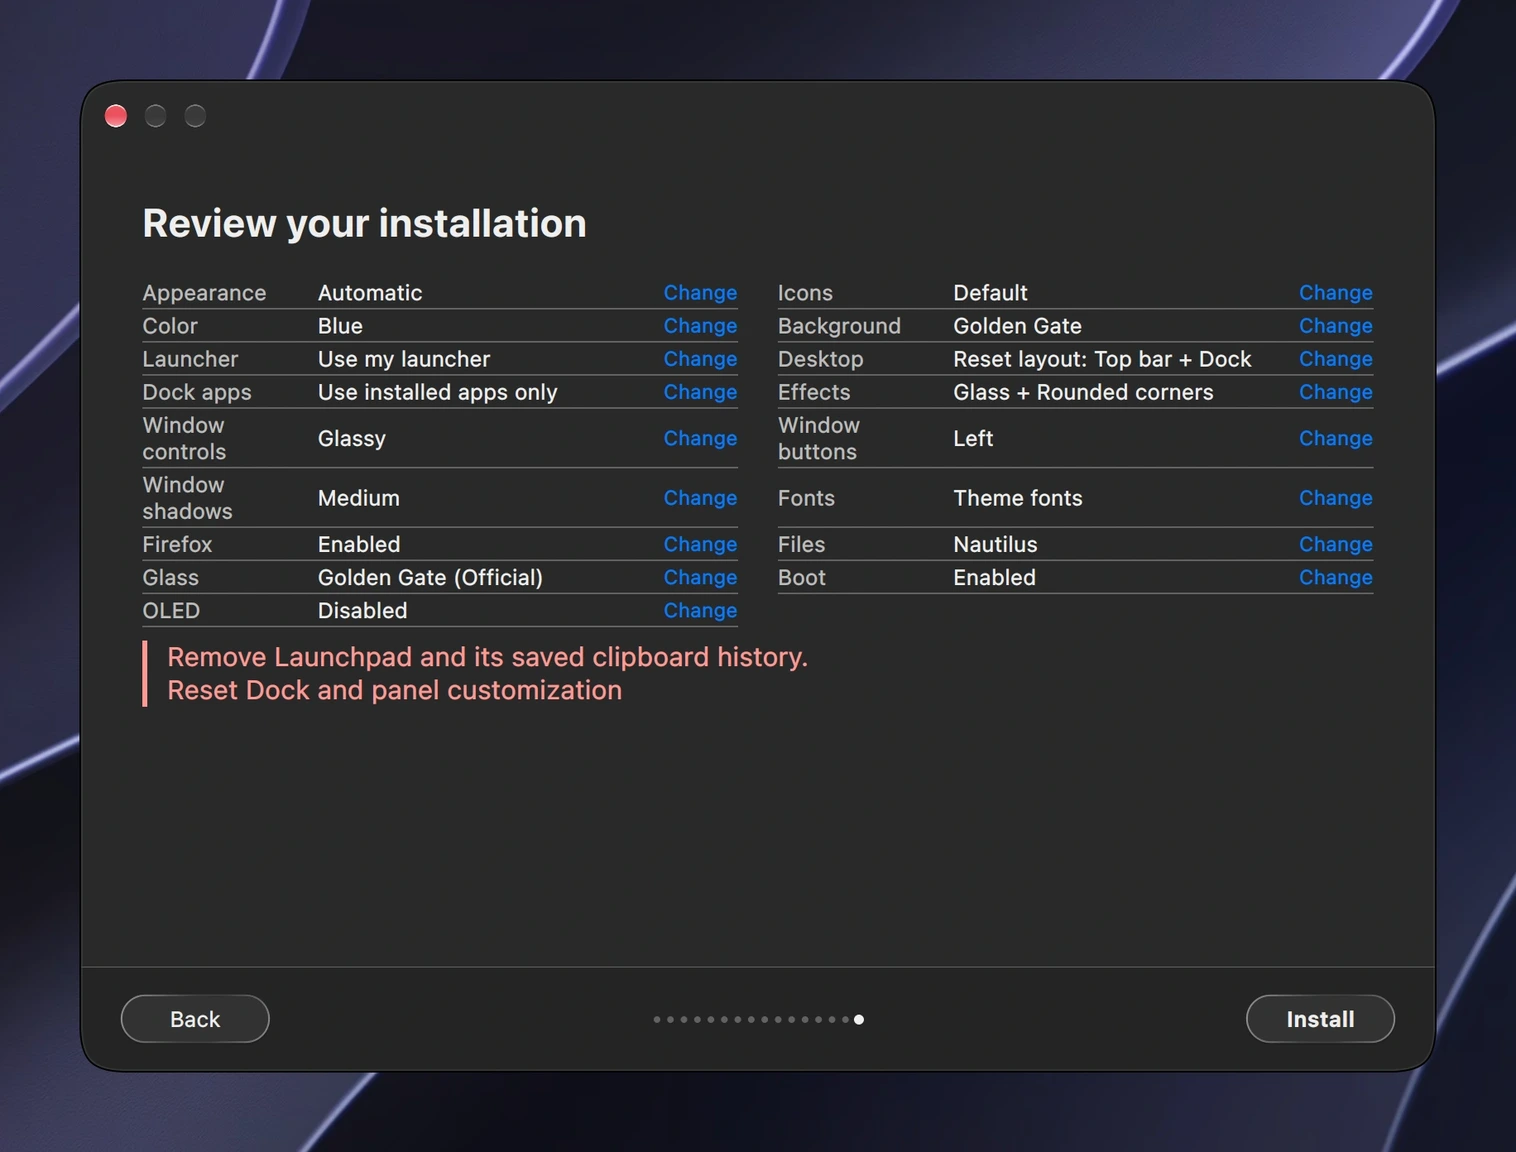 Review your installation
Appearance Automatic Change Icons Default Change
Color Blue Change Background Golden Gate Change
Launcher Use my launcher Change Desktop Reset layout: Top bar + Dock Change
Dock apps Use installed apps only Change Effects Glass + Rounded corners Change
Window controls Glassy Change Window buttons Left Change
Window shadows Medium Change Fonts Theme fonts Change
Firefox Enabled Change Files Nautilus Change
Glass Golden Gate (Official) Change Boot Enabled Change
OLED Disabled Change
Remove Launchpad and its saved clipboard history.
Reset Dock and panel customization
Back Install